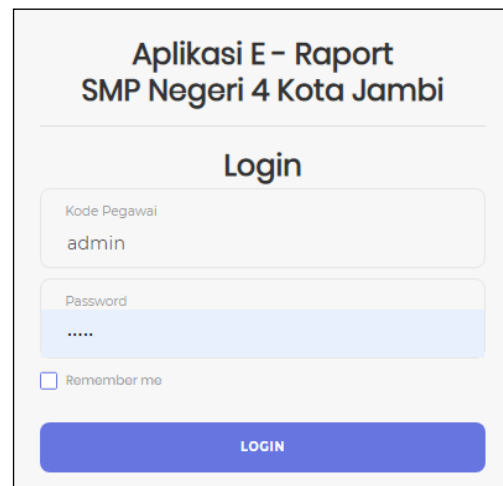 Aplikasi E - Raport
SMP Negeri 4 Kota Jambi
Login
Kode Pegawai
admin
Password
.....
Remember me
LOGIN